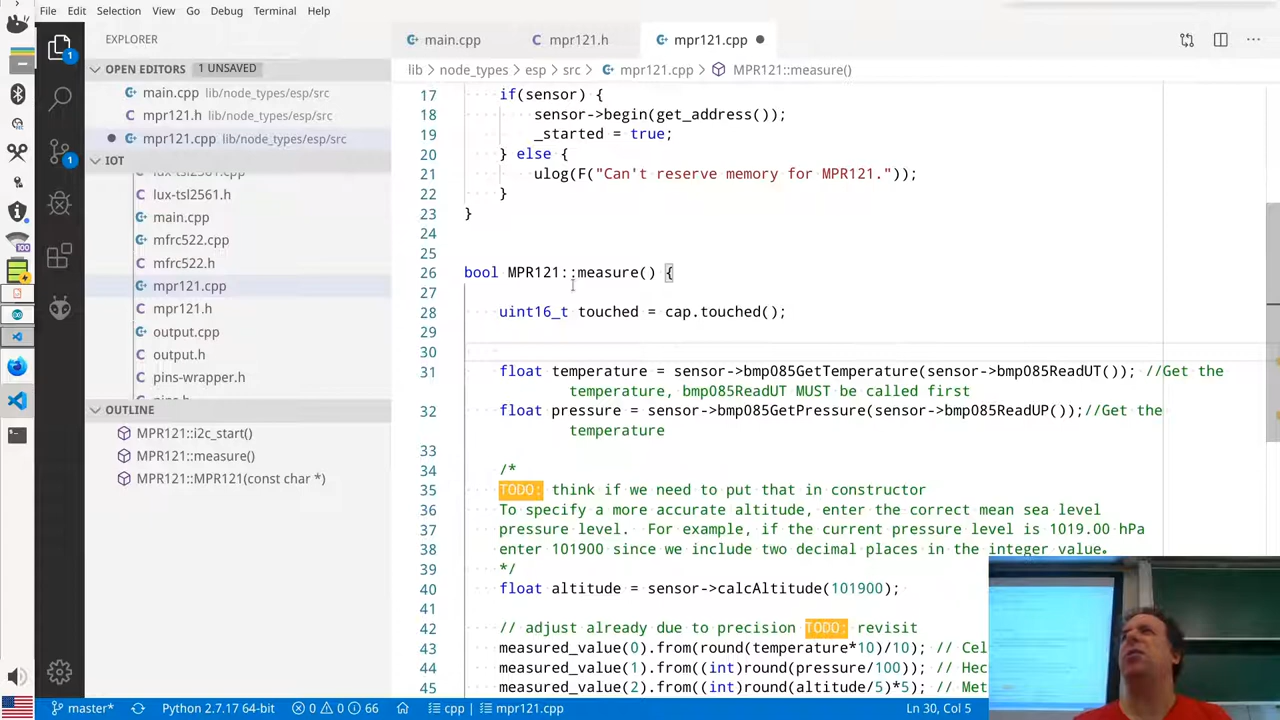 File Edit Selection View Go Debug Terminal Help
EXPLORER
main.cpp
mpr121.h
mpr121.cpp
OPEN EDITORS 1 UNSAVED
lib > node_types > esp > src > mpr121.cpp > MPR121::measure()
main.cpp lib/node_types/esp/src
mpr121.h lib/node_types/esp/src
mpr121.cpp lib/node_types/esp/src
IOT
lux-tsl2561.cpp
lux-tsl2561.h
main.cpp
mfrc522.cpp
mfrc522.h
mpr121.cpp
mpr121.h
output.cpp
output.h
pins-wrapper.h
pins.h
OUTLINE
MPR121::i2c_start()
MPR121::measure()
MPR121::MPR121(const char *)
17 if(sensor) {
18 sensor->begin(get_address());
19 _started = true;
20 } else {
21 ulog(F("Can't reserve memory for MPR121."));
22 }
23 }
24
25
26 bool MPR121::measure() {
27
28 uint16_t touched = cap.touched();
29
30
31 float temperature = sensor->bmp085GetTemperature(sensor->bmp085ReadUT()); //Get the
temperature, bmp085ReadUT MUST be called first
32 float pressure = sensor->bmp085GetPressure(sensor->bmp085ReadUP());//Get the
temperature
33
34 /*
35 TODO: think if we need to put that in constructor
36 To specify a more accurate altitude, enter the correct mean sea level
37 pressure level. For example, if the current pressure level is 1019.00 hPa
38 enter 101900 since we include two decimal places in the integer value.
39 */
40 float altitude = sensor->calcAltitude(101900);
41
42 // adjust already due to precision TODO: revisit
43 measured_value(0).from(round(temperature*10)/10); // Cel
44 measured_value(1).from((int)round(pressure/100)); // Hec
45 measured_value(2).from((int)round(altitude/5)*5); // Met
1
1
100
master* Python 2.7.17 64-bit 0 0 66 cpp | mpr121.cpp Ln 30, Col 5